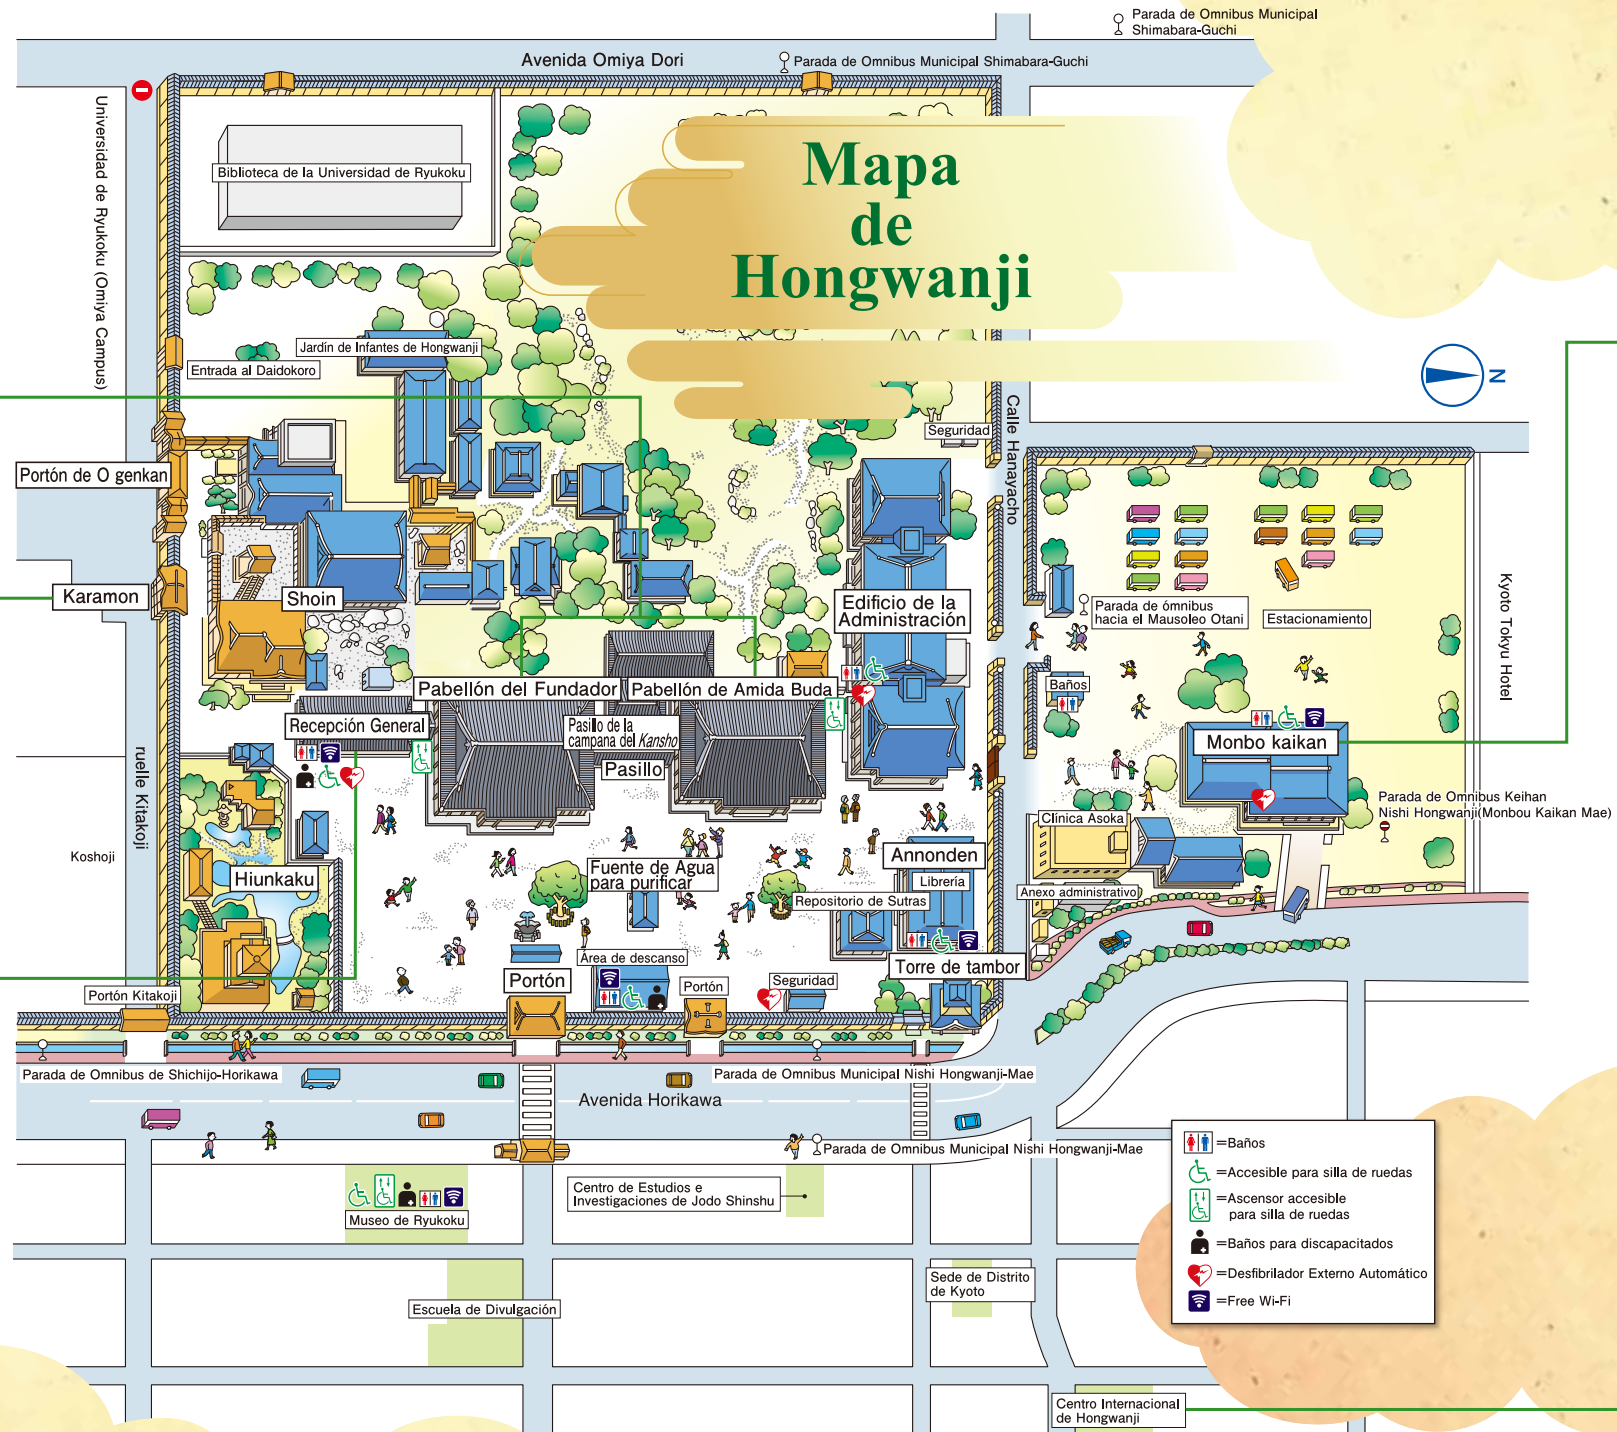 Parada de Omnibus Municipal
Shimabara-Guchi
Avenida Omiya Dori
Parada de Omnibus Municipal Shimabara-Guchi
Universidad de Ryukoku (Omiya Campus)
Biblioteca de la Universidad de Ryukoku
Mapa
de
Hongwanji
Jardín de Infantes de Hongwanji
Entrada al Daidokoro
N
Calle Hanayacho
Seguridad
Portón de O genkan
Karamon
Shoin
Edificio de la
Administración
Parada de ómnibus
hacia el Mausoleo Otani
Estacionamiento
Kyoto Tokyu Hotel
Baños
Pabellón del Fundador
Pabellón de Amida Buda
Recepción General
Pasillo de la
campana del Kansho
Pasillo
Monbo kaikan
ruelle Kitakoji
Koshoji
Parada de Omnibus Keihan
Nishi Hongwanji(Monbou Kaikan Mae)
Clínica Asoka
Hiunkaku
Fuente de Agua
para purificar
Annonden
Librería
Repositorio de Sutras
Anexo administrativo
Área de descanso
Torre de tambor
Portón
Portón
Seguridad
Portón Kitakoji
Parada de Omnibus de Shichijo-Horikawa
Parada de Omnibus Municipal Nishi Hongwanji-Mae
Avenida Horikawa
Parada de Omnibus Municipal Nishi Hongwanji-Mae
Museo de Ryukoku
Centro de Estudios e
Investigaciones de Jodo Shinshu
Escuela de Divulgación
Sede de Distrito
de Kyoto
Centro Internacional
de Hongwanji
=Baños
=Accesible para silla de ruedas
=Ascensor accesible
para silla de ruedas
=Baños para discapacitados
=Desfibrilador Externo Automático
=Free Wi-Fi